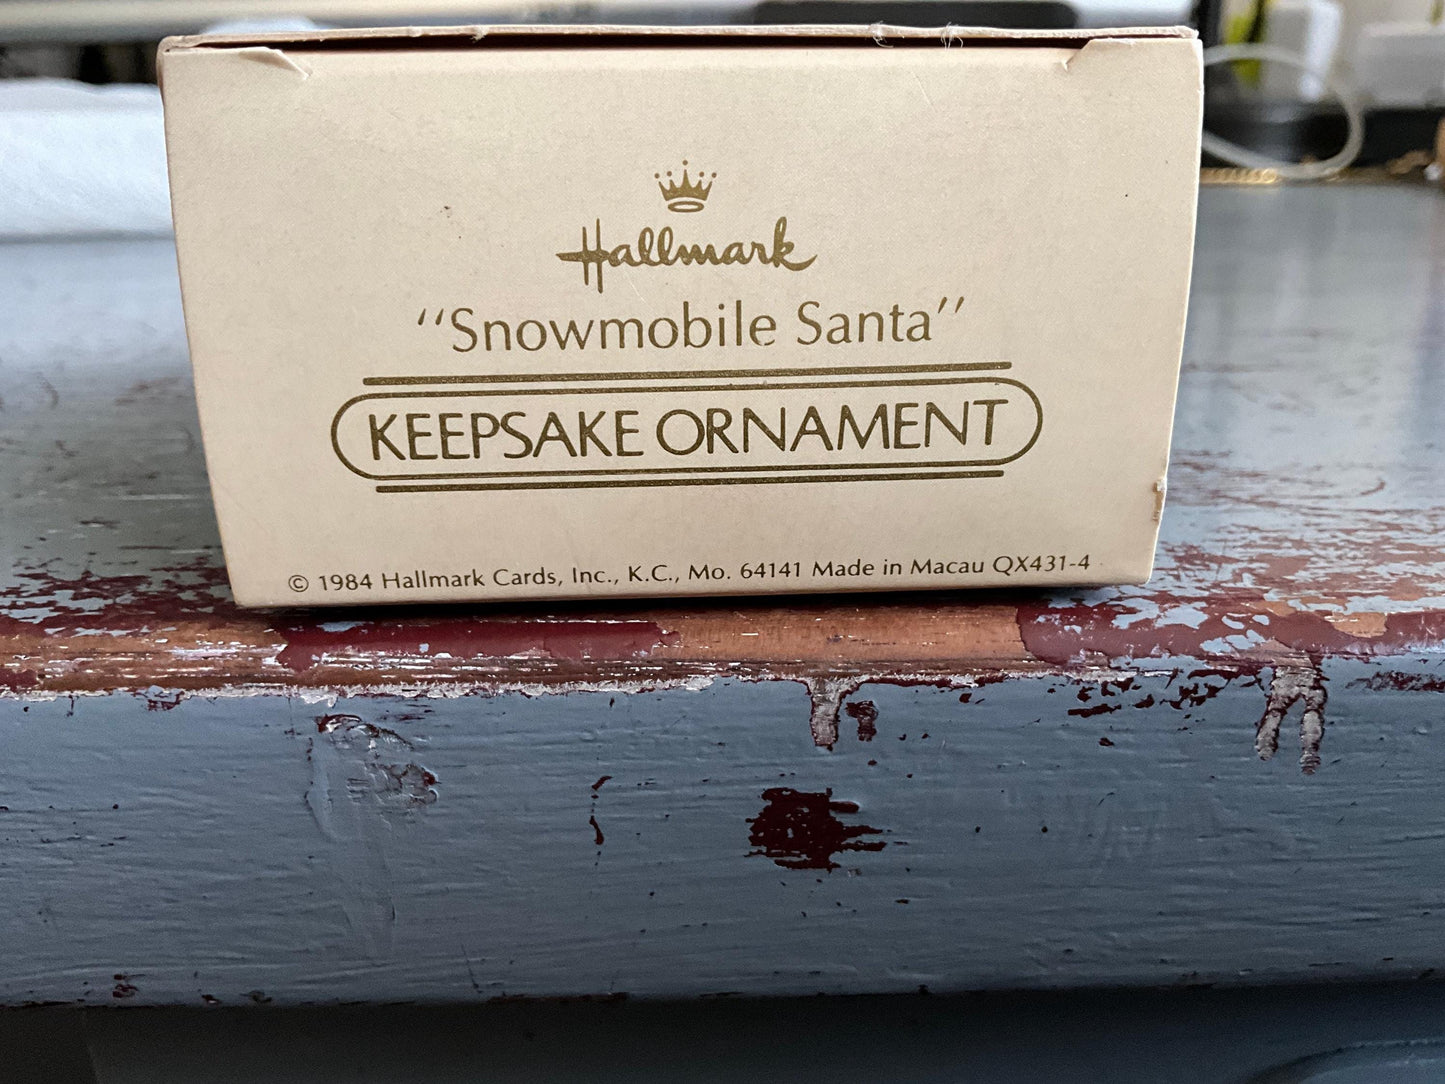 Hallmark
"Snowmobile Santa"
KEEPSAKE ORNAMENT
© 1984 Hallmark Cards, Inc., K.C., Mo. 64141 Made in Macau QX431-4